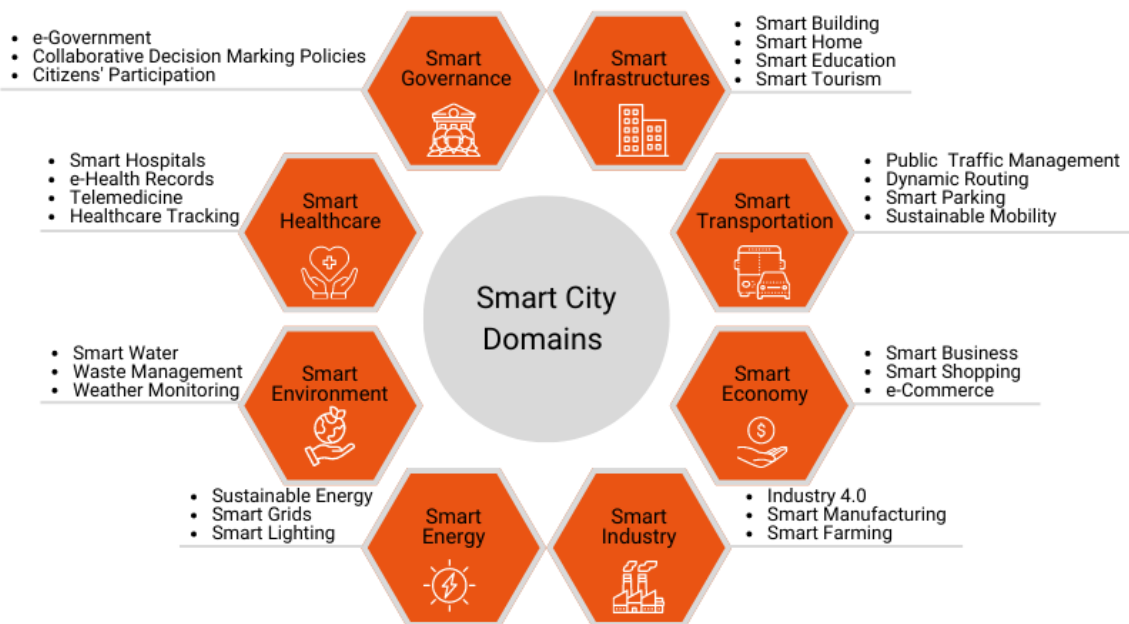 • e-Government
• Collaborative Decision Marking Policies
• Citizens' Participation
Smart
Governance
Smart
Infrastructures
• Smart Building
• Smart Home
• Smart Education
• Smart Tourism
• Smart Hospitals
• e-Health Records
• Telemedicine
• Healthcare Tracking
Smart
Healthcare
Smart
Transportation
• Public Traffic Management
• Dynamic Routing
• Smart Parking
• Sustainable Mobility
Smart City
Domains
• Smart Water
• Waste Management
• Weather Monitoring
Smart
Environment
Smart
Economy
• Smart Business
• Smart Shopping
• e-Commerce
• Sustainable Energy
• Smart Grids
• Smart Lighting
Smart
Energy
Smart
Industry
• Industry 4.0
• Smart Manufacturing
• Smart Farming